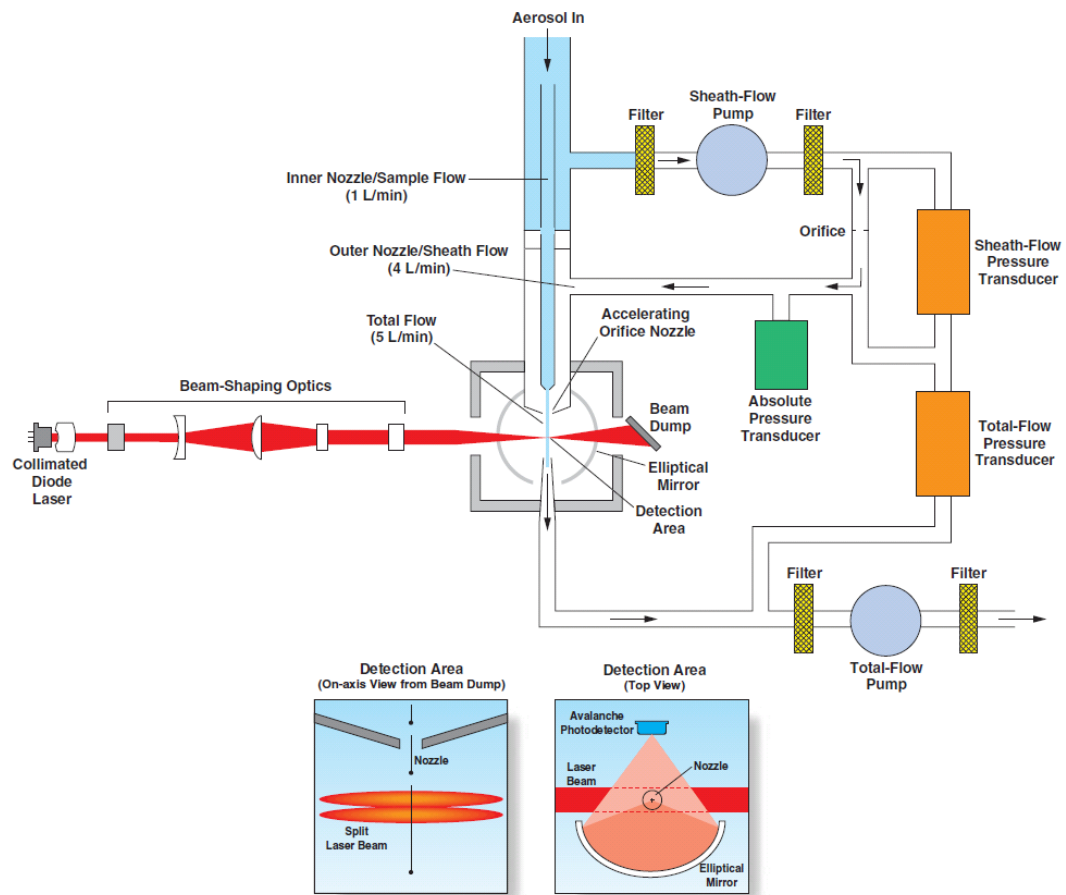 Aerosol In
Sheath-Flow
Pump
Filter
Filter
Inner Nozzle/Sample Flow
(1 L/min)
Orifice
Outer Nozzle/Sheath Flow
(4 L/min)
Sheath-Flow
Pressure
Transducer
Total Flow
(5 L/min)
Accelerating
Orifice Nozzle
Beam-Shaping Optics
Absolute
Pressure
Transducer
Beam
Dump
Total-Flow
Pressure
Transducer
Collimated
Diode
Laser
Elliptical
Mirror
Detection
Area
Filter
Filter
Total-Flow
Pump
Detection Area
(On-axis View from Beam Dump)
Nozzle
Split
Laser Beam
Detection Area
(Top View)
Avalanche
Photodetector
Laser
Beam
Nozzle
+
Elliptical
Mirror